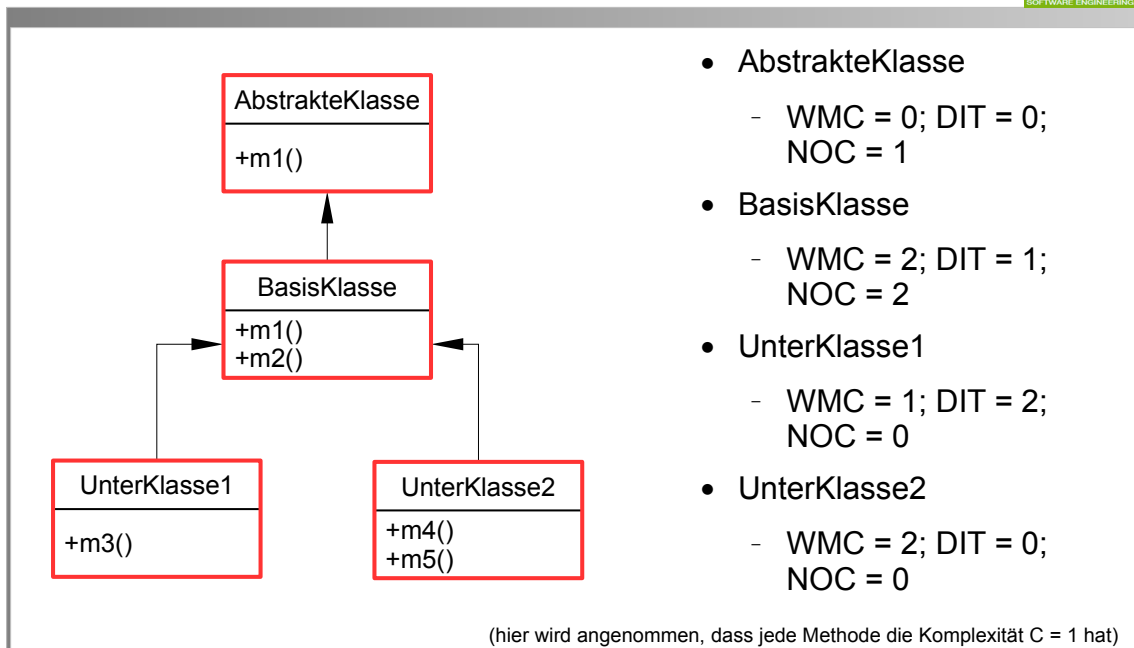 SOFTWARE ENGINEERING
AbstrakteKlasse
+m1()
BasisKlasse
+m1()
+m2()
UnterKlasse1
+m3()
UnterKlasse2
+m4()
+m5()
• AbstrakteKlasse
– WMC = 0; DIT = 0;
NOC = 1
• BasisKlasse
– WMC = 2; DIT = 1;
NOC = 2
• UnterKlasse1
– WMC = 1; DIT = 2;
NOC = 0
• UnterKlasse2
– WMC = 2; DIT = 0;
NOC = 0
(hier wird angenommen, dass jede Methode die Komplexität C = 1 hat)